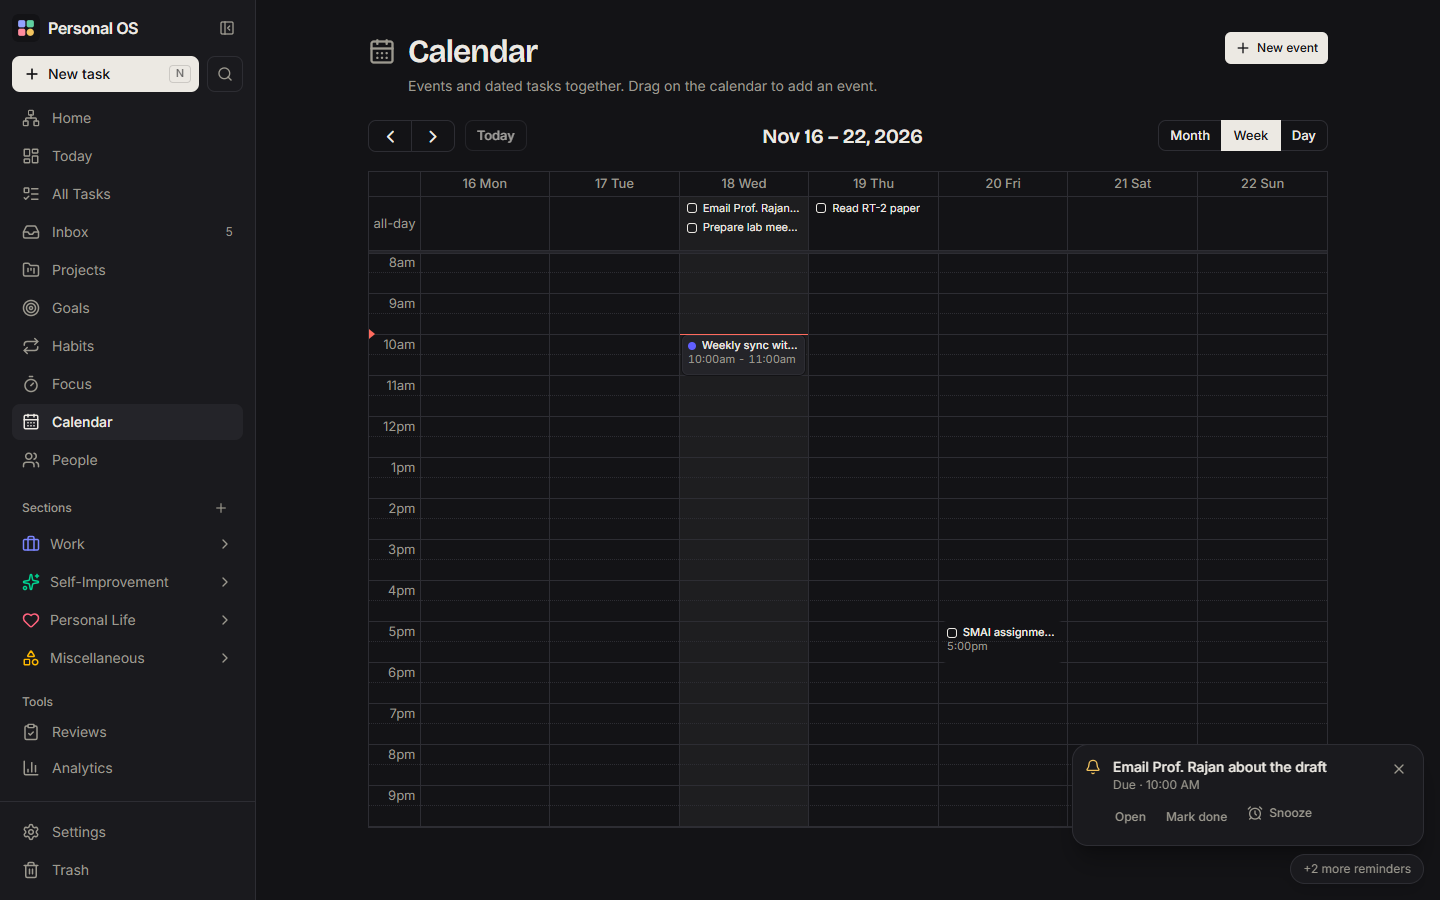 Personal OS
New task N
Home
Today
All Tasks
Inbox 5
Projects
Goals
Habits
Focus
Calendar
People
Sections
Work
Self-Improvement
Personal Life
Miscellaneous
Tools
Reviews
Analytics
Settings
Trash
Calendar
New event
Events and dated tasks together. Drag on the calendar to add an event.
Today
Nov 16 – 22, 2026
Month Week Day
16 Mon 17 Tue 18 Wed 19 Thu 20 Fri 21 Sat 22 Sun
all-day
Email Prof. Rajan...
Prepare lab mee...
Read RT-2 paper
8am
9am
10am
Weekly sync wit...
10:00am - 11:00am
11am
12pm
1pm
2pm
3pm
4pm
5pm
SMAI assignme...
5:00pm
6pm
7pm
8pm
9pm
Email Prof. Rajan about the draft
Due · 10:00 AM
Open Mark done Snooze
+2 more reminders